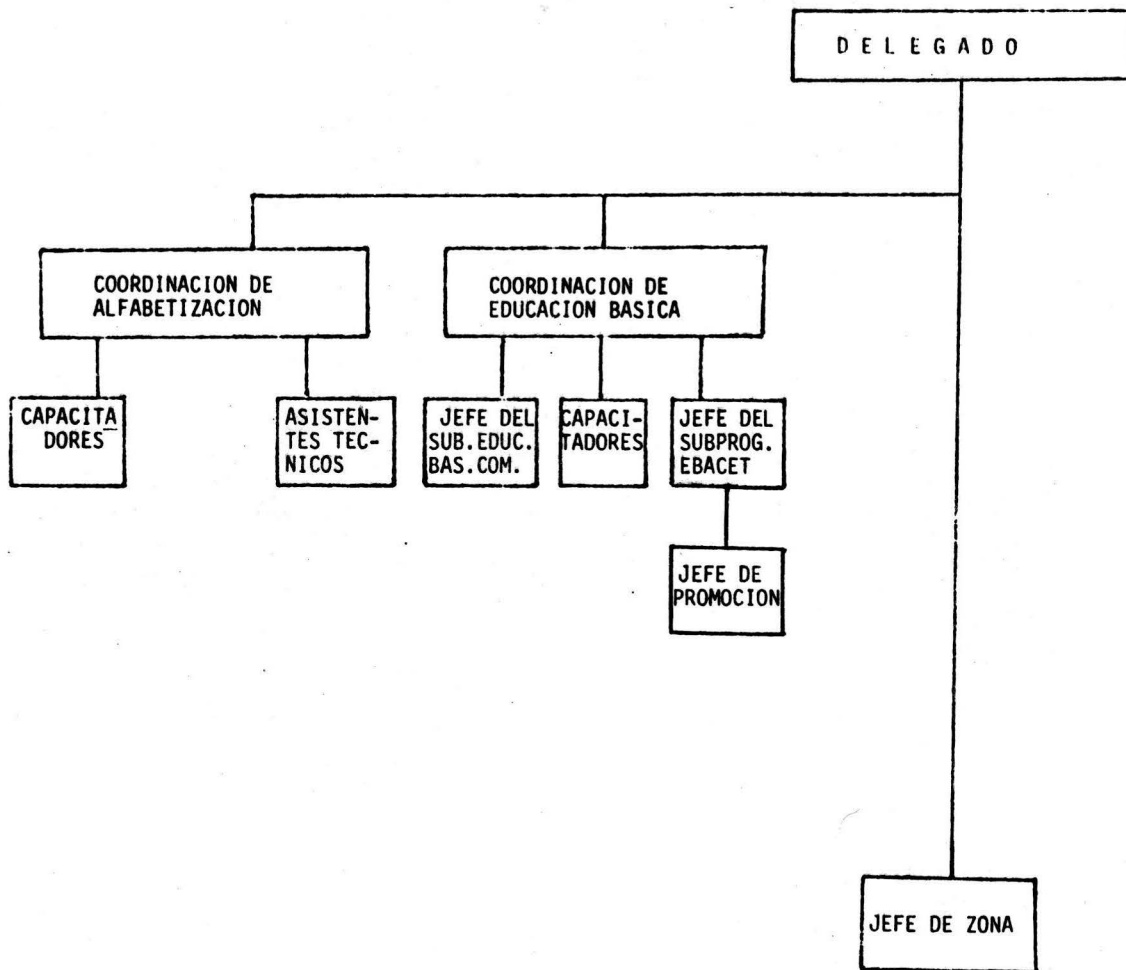 D E L E G A D O
COORDINACION DE
ALFABETIZACION
COORDINACION DE
EDUCACION BASICA
CAPACITA
DORES
ASISTEN-
TES TEC-
NICOS
JEFE DEL
SUB.EDUC.
BAS.COM.
CAPACI-
TADORES
JEFE DEL
SUBPROG.
EBACET
JEFE DE
PROMOCION
JEFE DE ZONA